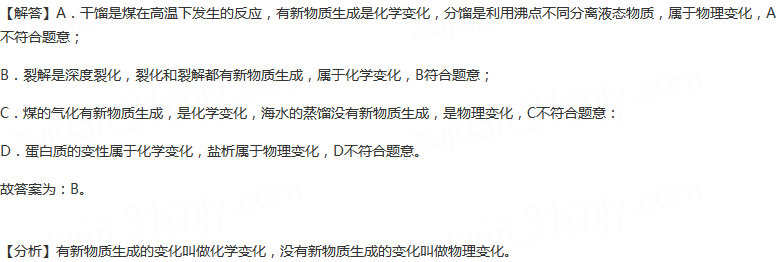 【解答】A．干馏是煤在高温下发生的反应，有新物质生成是化学变化，分馏是利用沸点不同分离液态物质，属于物理变化，A
不符合题意；
B．裂解是深度裂化，裂化和裂解都有新物质生成，属于化学变化，B符合题意；
C．煤的气化有新物质生成，是化学变化，海水的蒸馏没有新物质生成，是物理变化，C不符合题意：
D．蛋白质的变性属于化学变化，盐析属于物理变化，D不符合题意。
故答案为：B。
【分析】有新物质生成的变化叫做化学变化，没有新物质生成的变化叫做物理变化。